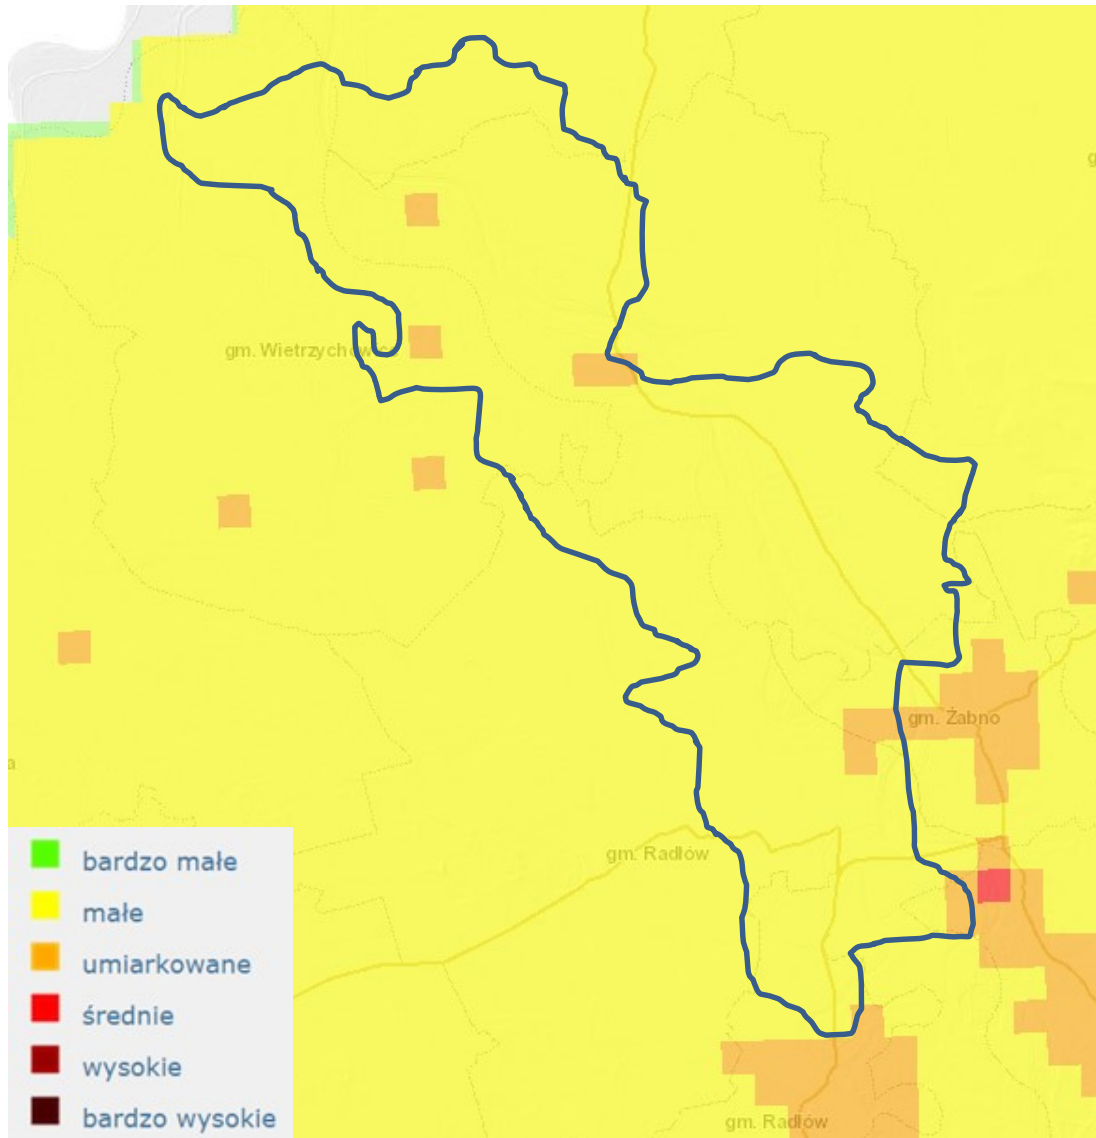 g
gm. Wietrzychowice
gm. Żabno
a
gm. Radłów
bardzo małe
małe
umiarkowane
średnie
wysokie
bardzo wysokie
gm. Radłów